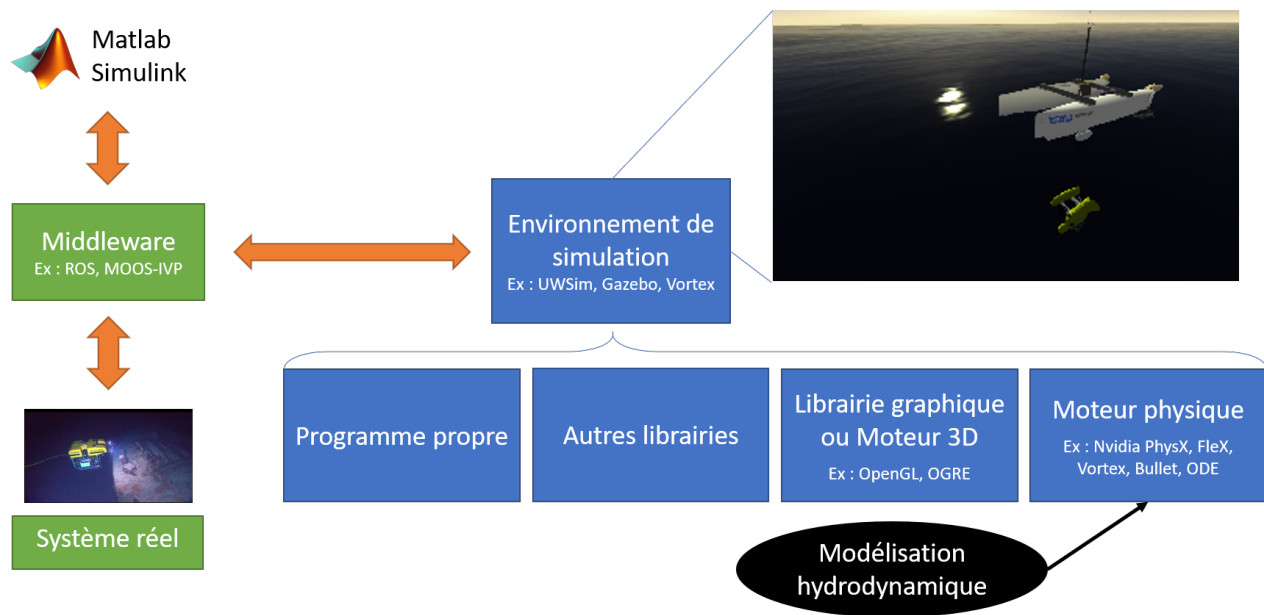 Matlab
Simulink
Middleware
Ex : ROS, MOOS-IVP
Système réel
Environnement de
simulation
Ex : UWSim, Gazebo, Vortex
Programme propre
Autres librairies
Librairie graphique
ou Moteur 3D
Ex : OpenGL, OGRE
Moteur physique
Ex : Nvidia PhysX, FleX,
Vortex, Bullet, ODE
Modélisation
hydrodynamique